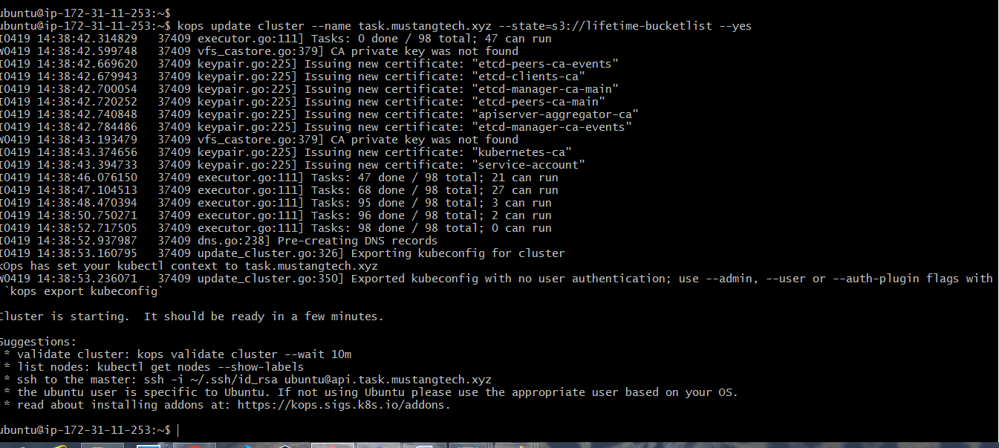 ubuntu@ip-172-31-11-253:~$
ubuntu@ip-172-31-11-253:~$ kops update cluster --name task.mustangtech.xyz --state=s3://lifetime-bucketlist --yes
I0419 14:38:42.314829   37409 executor.go:111] Tasks: 0 done / 98 total; 47 can run
W0419 14:38:42.599748   37409 vfs_castore.go:379] CA private key was not found
I0419 14:38:42.669620   37409 keypair.go:225] Issuing new certificate: "etcd-peers-ca-events"
I0419 14:38:42.679943   37409 keypair.go:225] Issuing new certificate: "etcd-clients-ca"
I0419 14:38:42.700054   37409 keypair.go:225] Issuing new certificate: "etcd-manager-ca-main"
I0419 14:38:42.720252   37409 keypair.go:225] Issuing new certificate: "etcd-peers-ca-main"
I0419 14:38:42.740848   37409 keypair.go:225] Issuing new certificate: "apiserver-aggregator-ca"
I0419 14:38:42.784486   37409 keypair.go:225] Issuing new certificate: "etcd-manager-ca-events"
W0419 14:38:43.193479   37409 vfs_castore.go:379] CA private key was not found
I0419 14:38:43.374656   37409 keypair.go:225] Issuing new certificate: "kubernetes-ca"
I0419 14:38:43.394733   37409 keypair.go:225] Issuing new certificate: "service-account"
I0419 14:38:46.076150   37409 executor.go:111] Tasks: 47 done / 98 total; 21 can run
I0419 14:38:47.104513   37409 executor.go:111] Tasks: 68 done / 98 total; 27 can run
I0419 14:38:48.470394   37409 executor.go:111] Tasks: 95 done / 98 total; 3 can run
I0419 14:38:50.750271   37409 executor.go:111] Tasks: 96 done / 98 total; 2 can run
I0419 14:38:52.717505   37409 executor.go:111] Tasks: 98 done / 98 total; 0 can run
I0419 14:38:52.937987   37409 dns.go:238] Pre-creating DNS records
I0419 14:38:53.160795   37409 update_cluster.go:326] Exporting kubeconfig for cluster
kOps has set your kubectl context to task.mustangtech.xyz
W0419 14:38:53.236071   37409 update_cluster.go:350] Exported kubeconfig with no user authentication; use --admin, --user or --auth-plugin flags with
`kops export kubeconfig`
Cluster is starting.  It should be ready in a few minutes.
Suggestions:
* validate cluster: kops validate cluster --wait 10m
* list nodes: kubectl get nodes --show-labels
* ssh to the master: ssh -i ~/.ssh/id_rsa ubuntu@api.task.mustangtech.xyz
* the ubuntu user is specific to Ubuntu. If not using Ubuntu please use the appropriate user based on your OS.
* read about installing addons at: https://kops.sigs.k8s.io/addons.
ubuntu@ip-172-31-11-253:~$